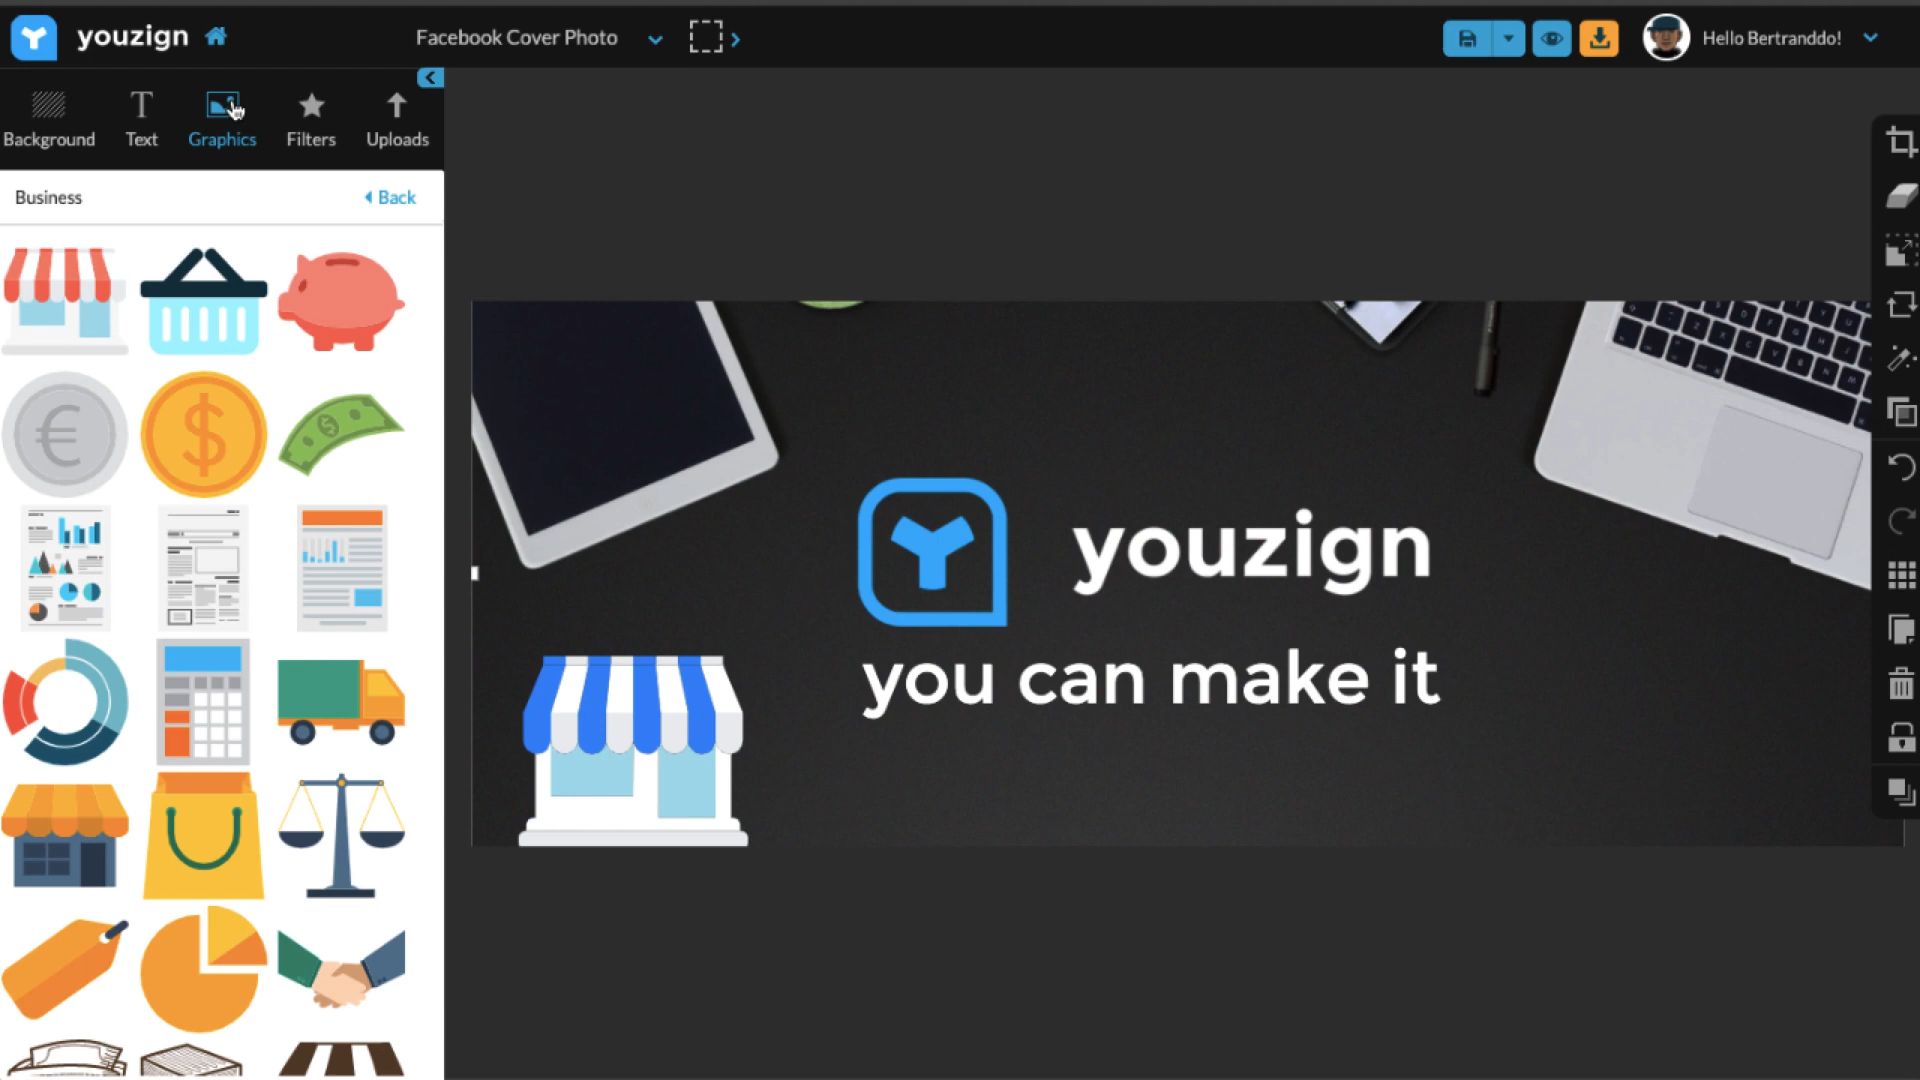 youzign
Facebook Cover Photo
Hello Bertranddo!
Background
Text
Graphics
Filters
Uploads
Business
Back
€
$
$
youzign
you can make it